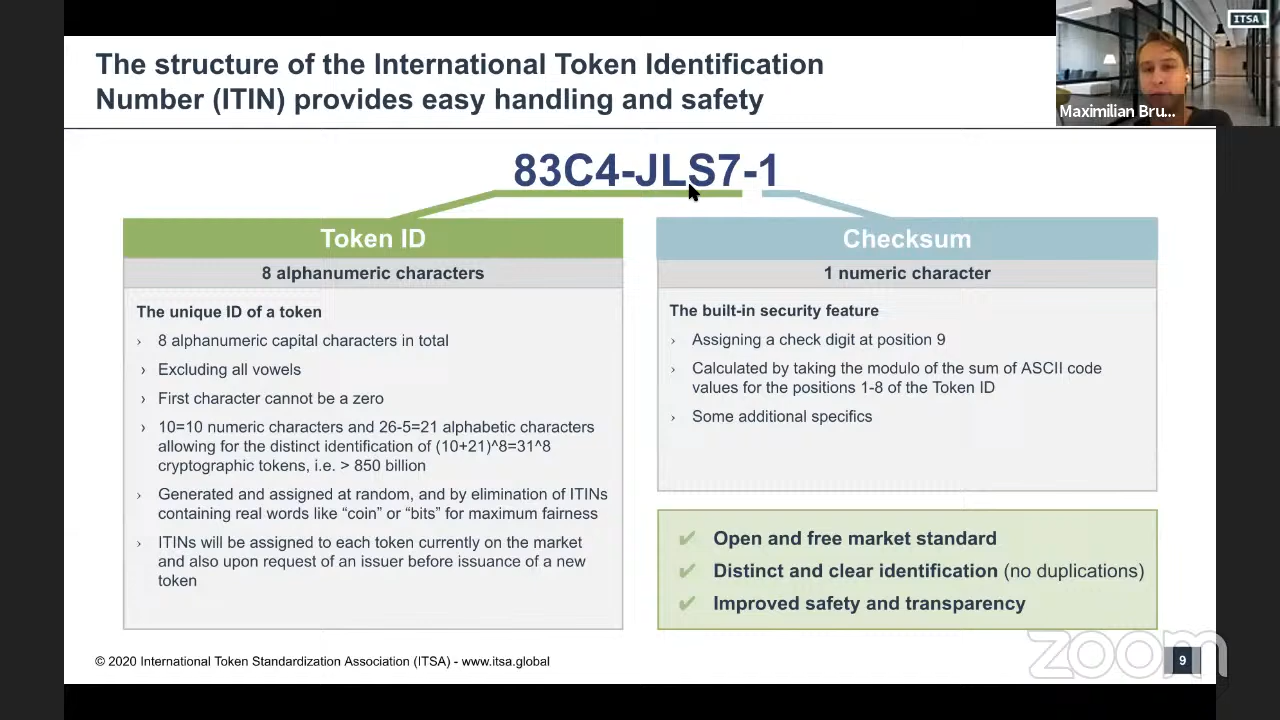 The structure of the International Token Identification
Number (ITIN) provides easy handling and safety
ITSA
Maximilian Bru...
83C4-JLS7-1
Token ID
8 alphanumeric characters
The unique ID of a token
› 8 alphanumeric capital characters in total
› Excluding all vowels
› First character cannot be a zero
› 10=10 numeric characters and 26-5=21 alphabetic characters
allowing for the distinct identification of (10+21)^8=31^8
cryptographic tokens, i.e. > 850 billion
› Generated and assigned at random, and by elimination of ITINs
containing real words like “coin” or “bits” for maximum fairness
› ITINs will be assigned to each token currently on the market
and also upon request of an issuer before issuance of a new
token
Checksum
1 numeric character
The built-in security feature
› Assigning a check digit at position 9
› Calculated by taking the modulo of the sum of ASCII code
values for the positions 1-8 of the Token ID
› Some additional specifics
✔ Open and free market standard
✔ Distinct and clear identification (no duplications)
✔ Improved safety and transparency
© 2020 International Token Standardization Association (ITSA) - www.itsa.global
zoom
9